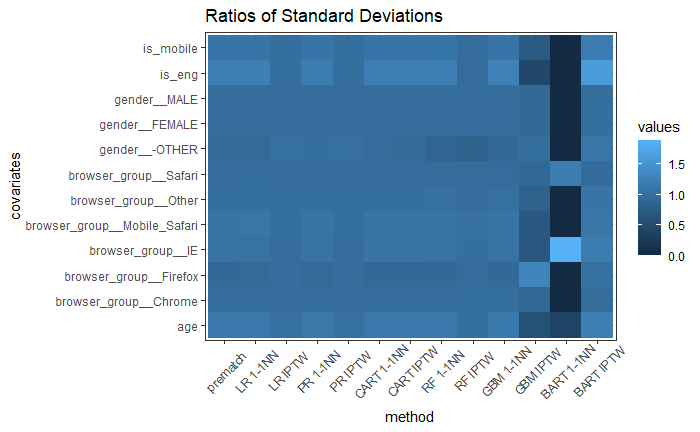 Ratios of Standard Deviations
covariates
is_mobile
is_eng
gender__MALE
gender__FEMALE
gender__-OTHER
browser_group__Safari
browser_group__Other
browser_group__Mobile_Safari
browser_group__IE
browser_group__Firefox
browser_group__Chrome
age
prematch
LR 1-1NN
LR IPTW
PR 1-1NN
PR IPTW
CART 1-1NN
CART IPTW
RF 1-1NN
RF IPTW
GBM 1-1NN
GBM IPTW
BART 1-1NN
BART IPTW
method
values
1.5
1.0
0.5
0.0